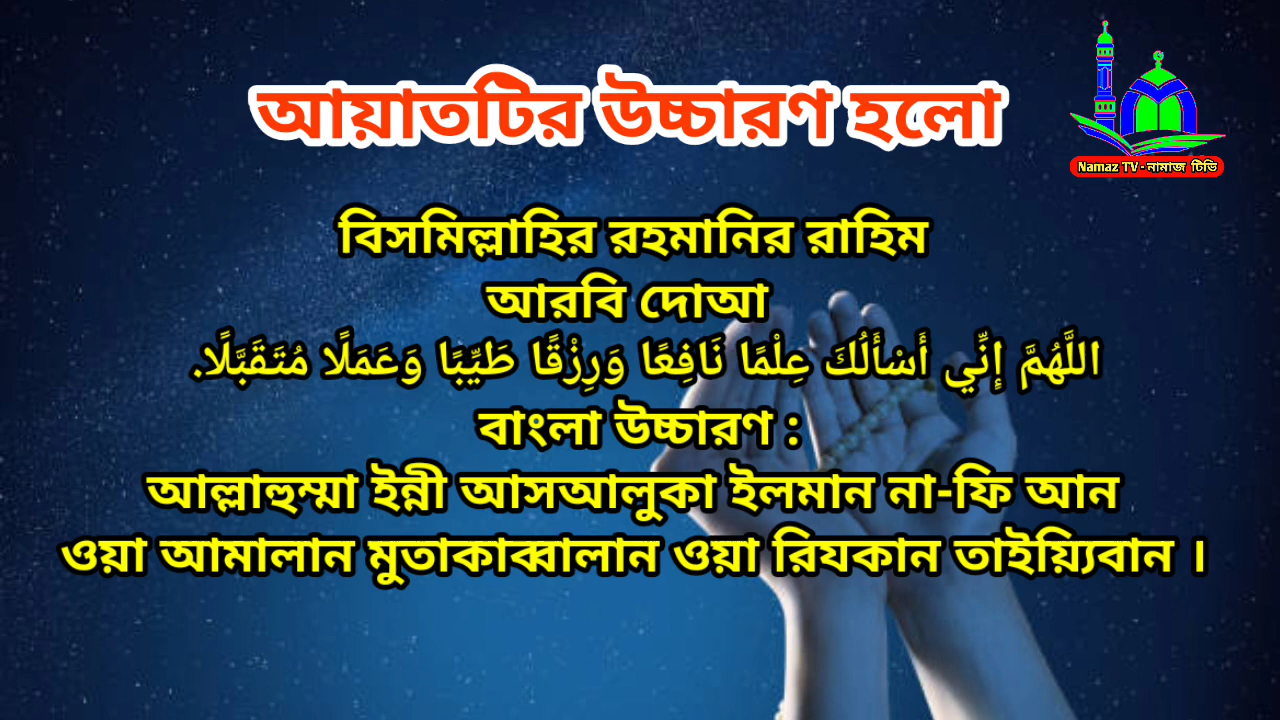 আয়াতটির উচ্চারণ হলো
Namaz TV - নামাজ টিভি
বিসমিল্লাহির রহমানির রাহিম
আরবি দোআ
اللَّهُمَّ إِنِّي أَسْأَلُكَ عِلْمًا نَافِعًا وَرِزْقًا طَيِّبًا وَعَمَلًا مُتَقَبَّلًا.
বাংলা উচ্চারণ :
আল্লাহুম্মা ইন্নী আসআলুকা ইলমান না-ফি আন
ওয়া আমালান মুতাকাব্বালান ওয়া রিযকান তাইয়্যিবান ।